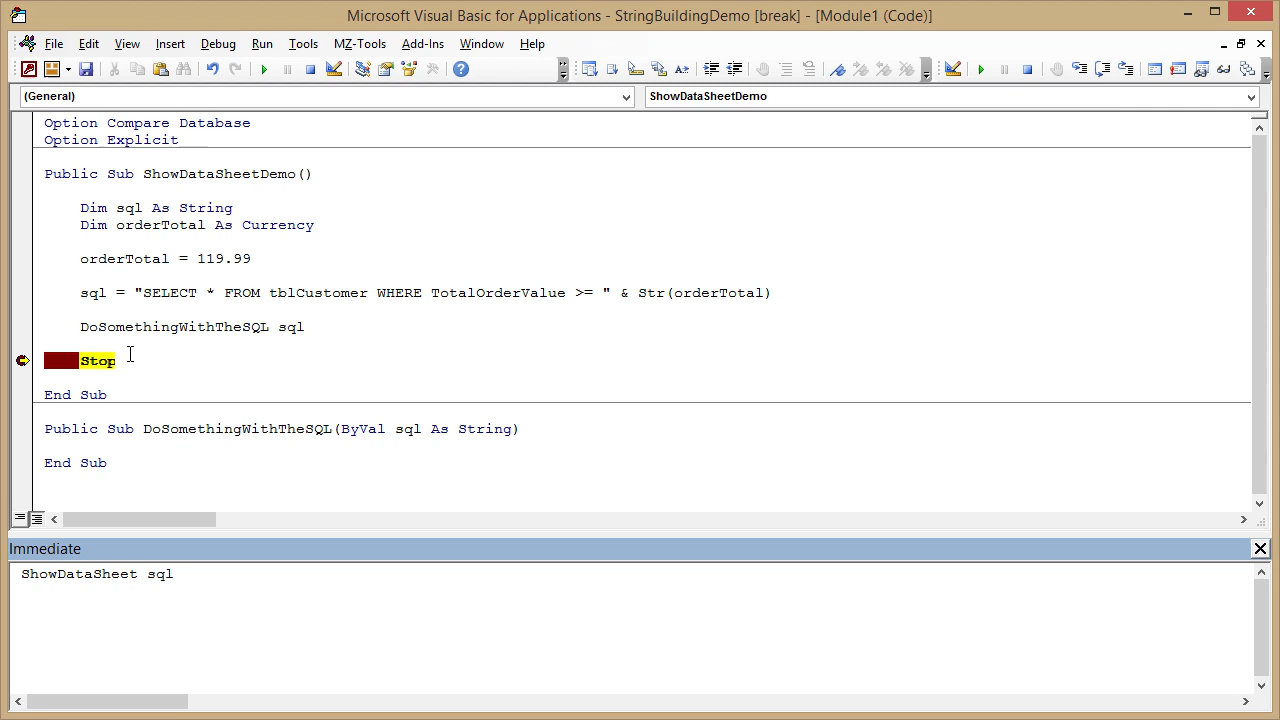 Microsoft Visual Basic for Applications - StringBuildingDemo [break] - [Module1 (Code)]
File Edit View Insert Format Debug Run Tools MZ-Tools Add-Ins Window Help
(General) ShowDataSheetDemo
Option Compare Database
Option Explicit
Public Sub ShowDataSheetDemo()
Dim sql As String
Dim orderTotal As Currency
orderTotal = 119.99
sql = "SELECT * FROM tblCustomer WHERE TotalOrderValue >= " & Str(orderTotal)
DoSomethingWithTheSQL sql
Stop
End Sub
Public Sub DoSomethingWithTheSQL(ByVal sql As String)
End Sub
Immediate
ShowDataSheet sql